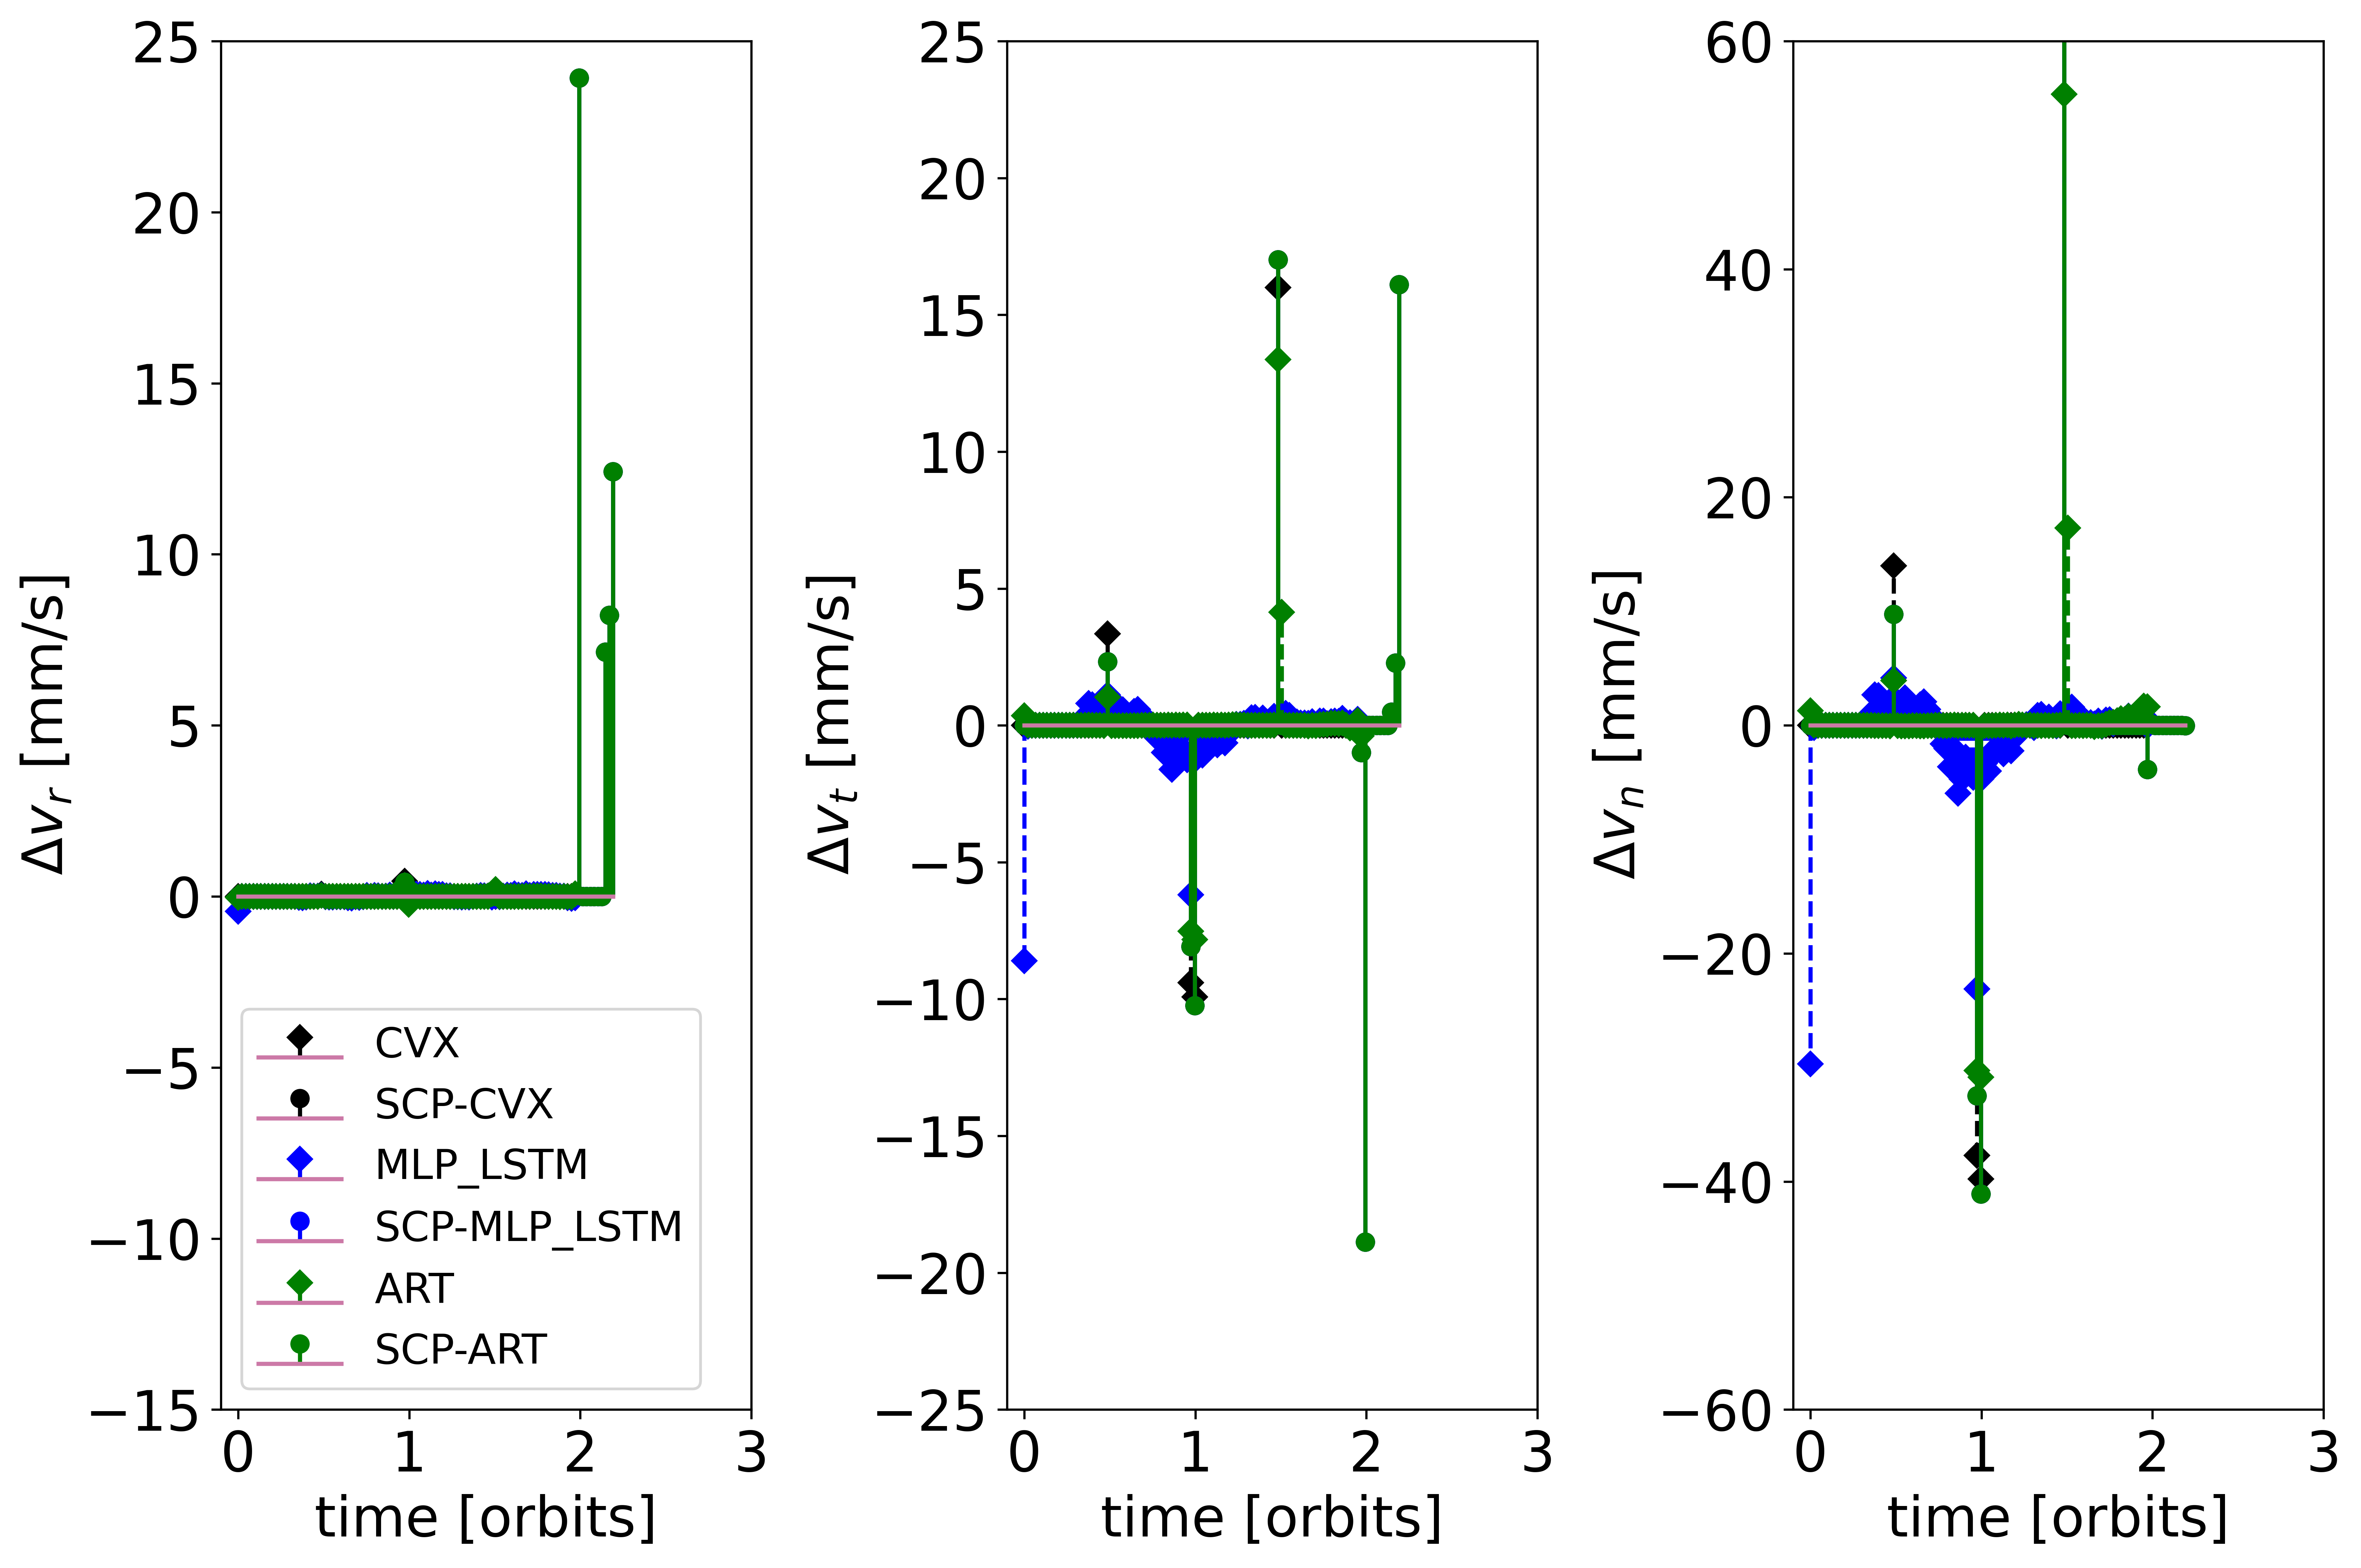 25
20
15
10
5
0
−5
−10
−15
Δvr [mm/s]
0 1 2 3
time [orbits]
CVX
SCP-CVX
MLP_LSTM
SCP-MLP_LSTM
ART
SCP-ART
25
20
15
10
5
0
−5
−10
−15
−20
−25
Δvt [mm/s]
0 1 2 3
time [orbits]
60
40
20
0
−20
−40
−60
Δvn [mm/s]
0 1 2 3
time [orbits]